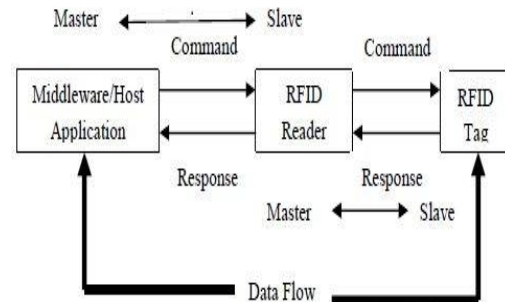 Master Slave
Command Command
Middleware/Host
Application
RFID
Reader
RFID
Tag
Response Response
Master Slave
Data Flow